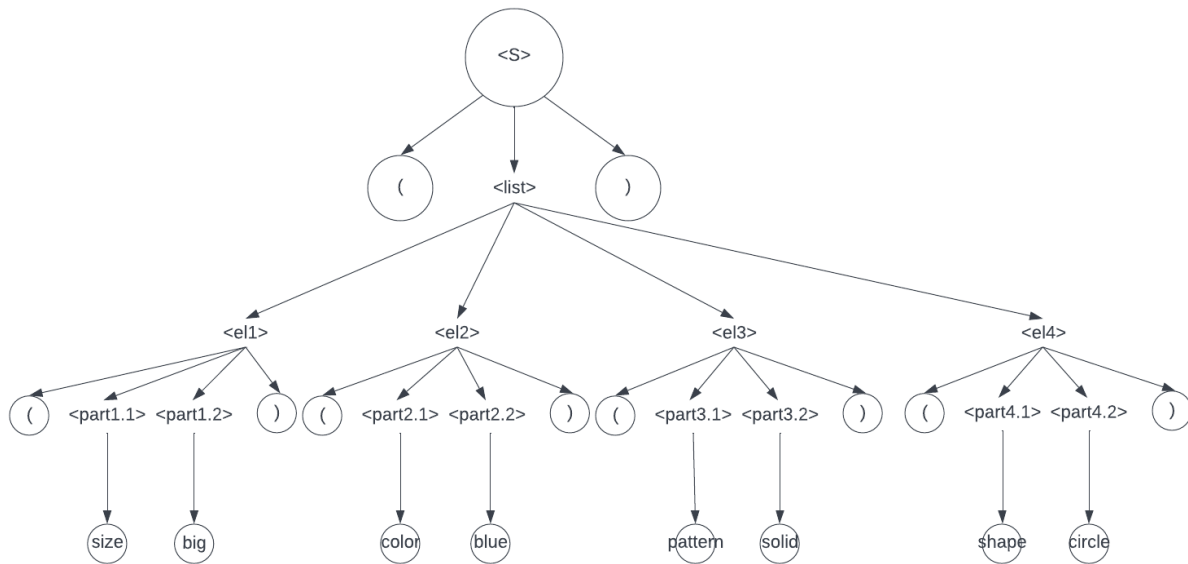 <S>
( <list> )
<el1> <el2> <el3> <el4>
( <part1.1> <part1.2> ) ( <part2.1> <part2.2> ) ( <part3.1> <part3.2> ) ( <part4.1> <part4.2> )
size big color blue pattern solid shape circle